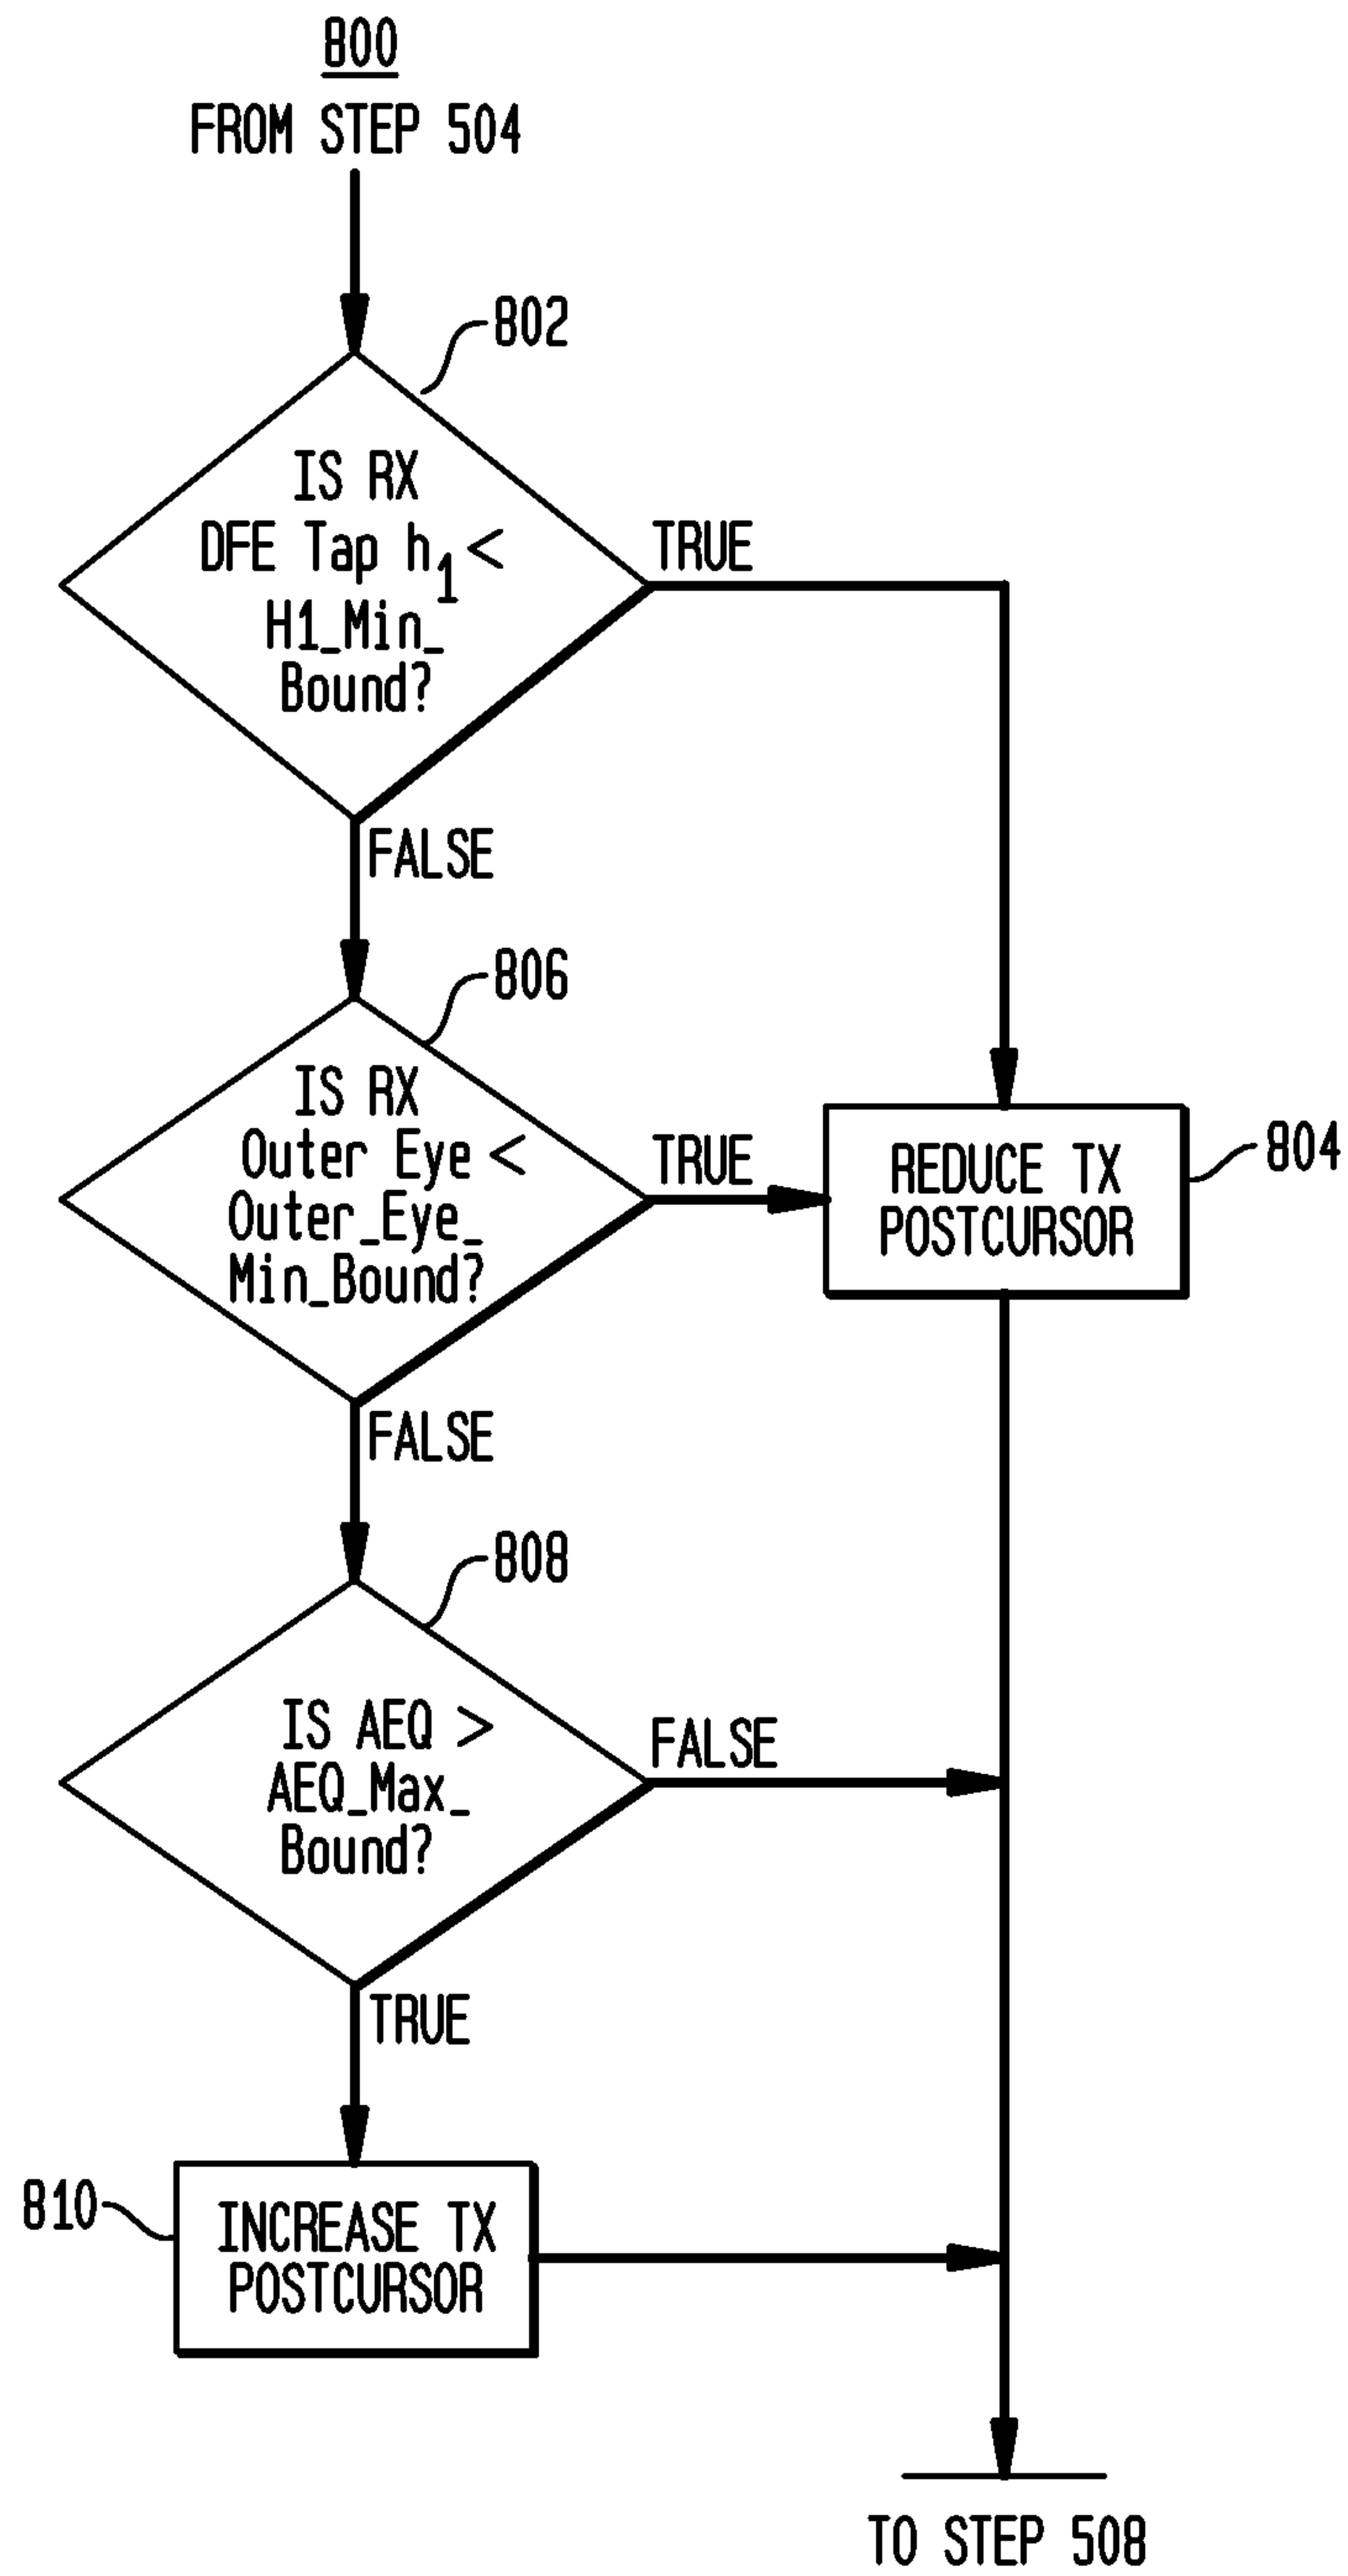 800
FROM STEP 504
802
IS RX
DFE Tap h1 <
H1_Min_
Bound?
TRUE
FALSE
806
IS RX
Outer Eye <
Outer_Eye_
Min_Bound?
TRUE
REDUCE TX
POSTCURSOR
804
FALSE
808
IS AEQ >
AEQ_Max_
Bound?
FALSE
TRUE
810
INCREASE TX
POSTCURSOR
TO STEP 508